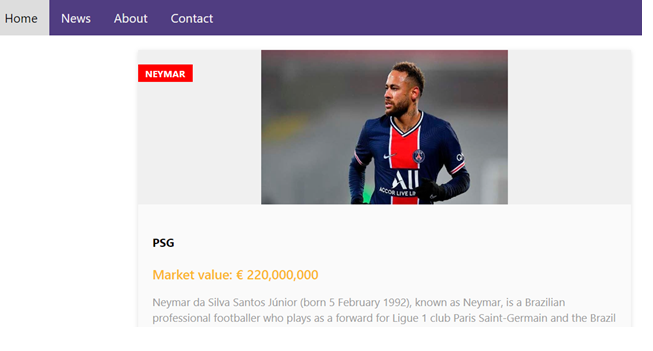 Home News About Contact
NEYMAR
ALL
ACCOR LIVE LI
PSG
Market value: € 220,000,000
Neymar da Silva Santos Júnior (born 5 February 1992), known as Neymar, is a Brazilian
professional footballer who plays as a forward for Ligue 1 club Paris Saint-Germain and the Brazil